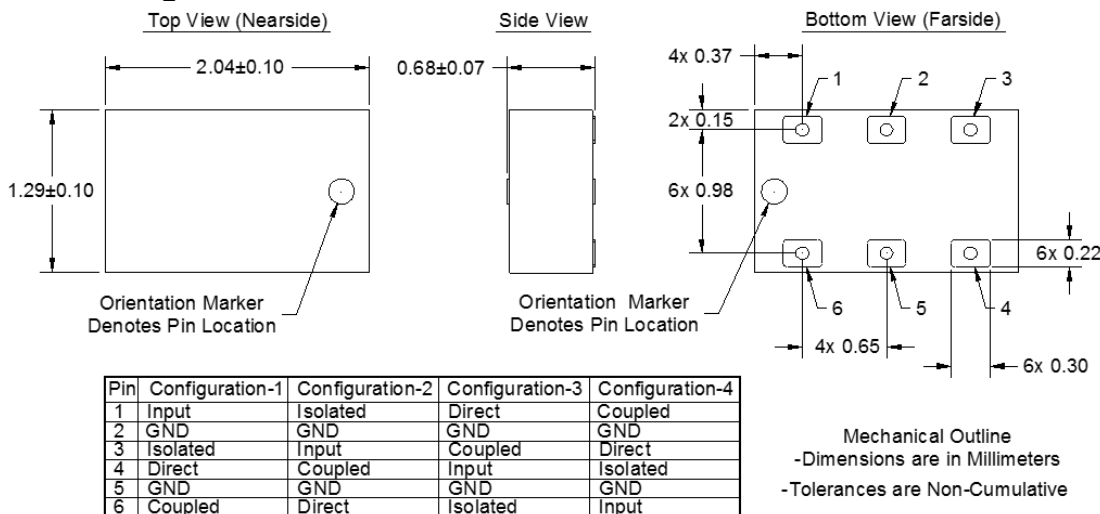 Top View (Nearside)
Side View
Bottom View (Farside)
2.04±0.10
0.68±0.07
4x 0.37
1
2
3
2x 0.15
1.29±0.10
6x 0.98
6x 0.22
Orientation Marker
Denotes Pin Location
Orientation Marker
Denotes Pin Location
6
5
4
4x 0.65
6x 0.30
Pin Configuration-1 Configuration-2 Configuration-3 Configuration-4
1 Input Isolated Direct Coupled
2 GND GND GND GND
3 Isolated Input Coupled Direct
4 Direct Coupled Input Isolated
5 GND GND GND GND
6 Coupled Direct Isolated Input
Mechanical Outline
-Dimensions are in Millimeters
-Tolerances are Non-Cumulative